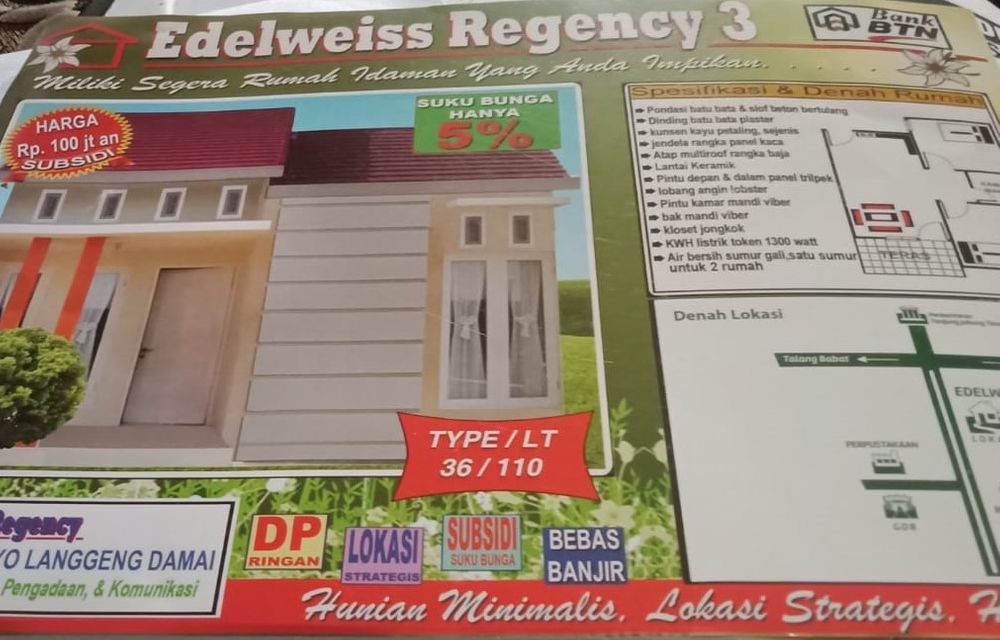 Edelweiss Regency 3
Bank
BTN
Miliki Segera Rumah Idaman Yang Anda Impikan. . . . . .
HARGA
Rp. 100 jt an
SUBSIDI
SUKU BUNGA
HANYA
5%
Spesifikasi & Denah Rumah
Pondasi batu bata & slof beton bertulang
Dinding batu bata plaster
kunsen kayu petaling, sejenis
jendela rangka panel kaca
Atap multiroof rangka baja
Lantai Keramik
Pintu depan & dalam panel trilpek
lobang angin lobster
Pintu kamar mandi viber
bak mandi viber
kloset jongkok
KWH listrik token 1300 watt
Air bersih sumur gali,satu sumur
untuk 2 rumah
TERAS
Denah Lokasi
Talang Babat
EDELW
LOKA
PERPUSTAKAAN
GOR
TYPE / LT
36 / 110
Regency
YO LANGGENG DAMAI
Pengadaan, & Komunikasi
DP
RINGAN
LOKASI
STRATEGIS
SUBSIDI
SUKU BUNGA
BEBAS
BANJIR
Hunian Minimalis, Lokasi Strategis, H